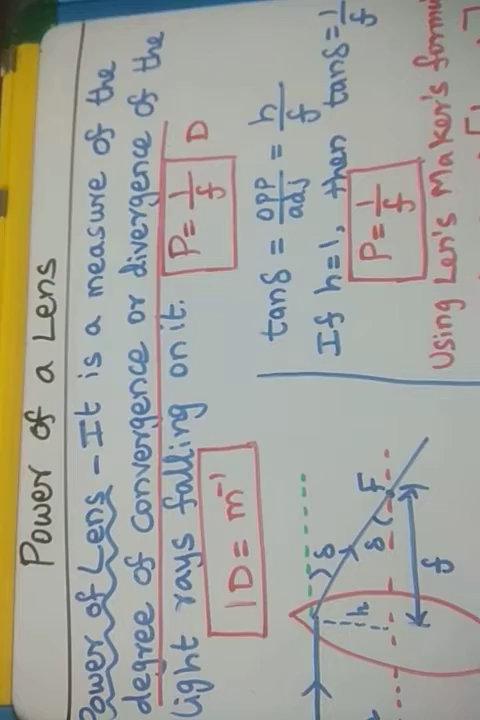 Power of a Lens
Power of Lens - It is a measure of the
degree of convergence or divergence of the
light rays falling on it.
P = 1/f D
1D = m⁻¹
tanδ = opp/adj = h/f
If h=1, then tanδ = 1/f
P = 1/f
Using Len's Maker's
δ
h
δ
F
f